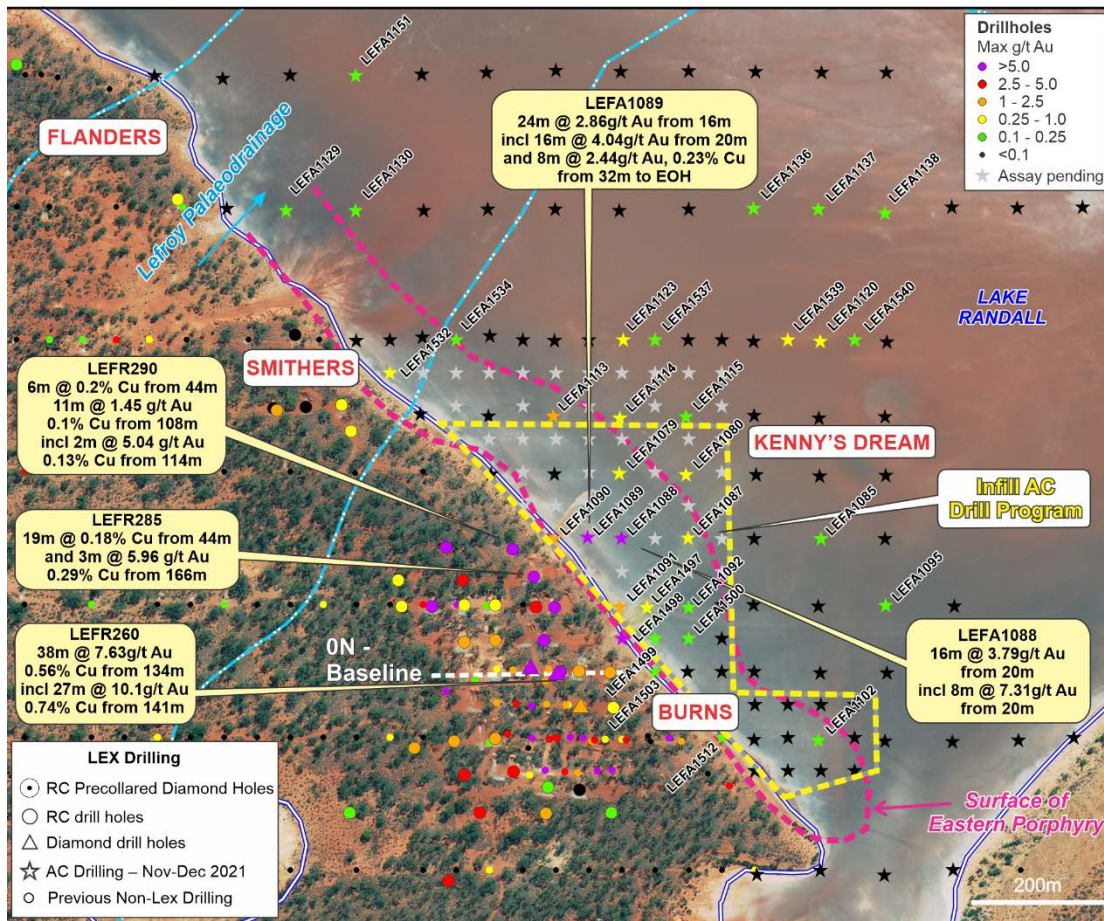 LEFA1151
Drillholes
Max g/t Au
>5.0
2.5 - 5.0
1 - 2.5
0.25 - 1.0
0.1 - 0.25
<0.1
Assay pending
FLANDERS
LEFA1089
24m @ 2.86g/t Au from 16m
incl 16m @ 4.04g/t Au from 20m
and 8m @ 2.44g/t Au, 0.23% Cu
from 32m to EOH
LEFA1129
LEFA1130
LEFA1136
LEFA1137
LEFA1138
Lefroy Palaeodrainage
LAKE
RANDALL
LEFA1532
LEFA1534
LEFA1123
LEFA1537
LEFA1539
LEFA1120
LEFA1540
SMITHERS
LEFR290
6m @ 0.2% Cu from 44m
11m @ 1.45 g/t Au
0.1% Cu from 108m
incl 2m @ 5.04 g/t Au
0.13% Cu from 114m
LEFA1113
LEFA1114
LEFA1115
LEFA1079
LEFA1080
KENNY'S DREAM
Infill AC
Drill Program
LEFA1090
LEFA1089
LEFA1088
LEFA1087
LEFA1085
LEFR285
19m @ 0.18% Cu from 44m
and 3m @ 5.96 g/t Au
0.29% Cu from 166m
LEFA1091
LEFA1497
LEFA1092
LEFA1095
LEFA1498
LEFA1500
LEFR260
38m @ 7.63g/t Au
0.56% Cu from 134m
incl 27m @ 10.1g/t Au
0.74% Cu from 141m
0N -
Baseline
LEFA1499
LEFA1503
BURNS
LEFA1088
16m @ 3.79g/t Au
from 20m
incl 8m @ 7.31g/t Au
from 20m
LEFA1102
LEFA1512
LEX Drilling
RC Precollared Diamond Holes
RC drill holes
Diamond drill holes
AC Drilling – Nov-Dec 2021
Previous Non-Lex Drilling
Surface of
Eastern Porphyry
200m